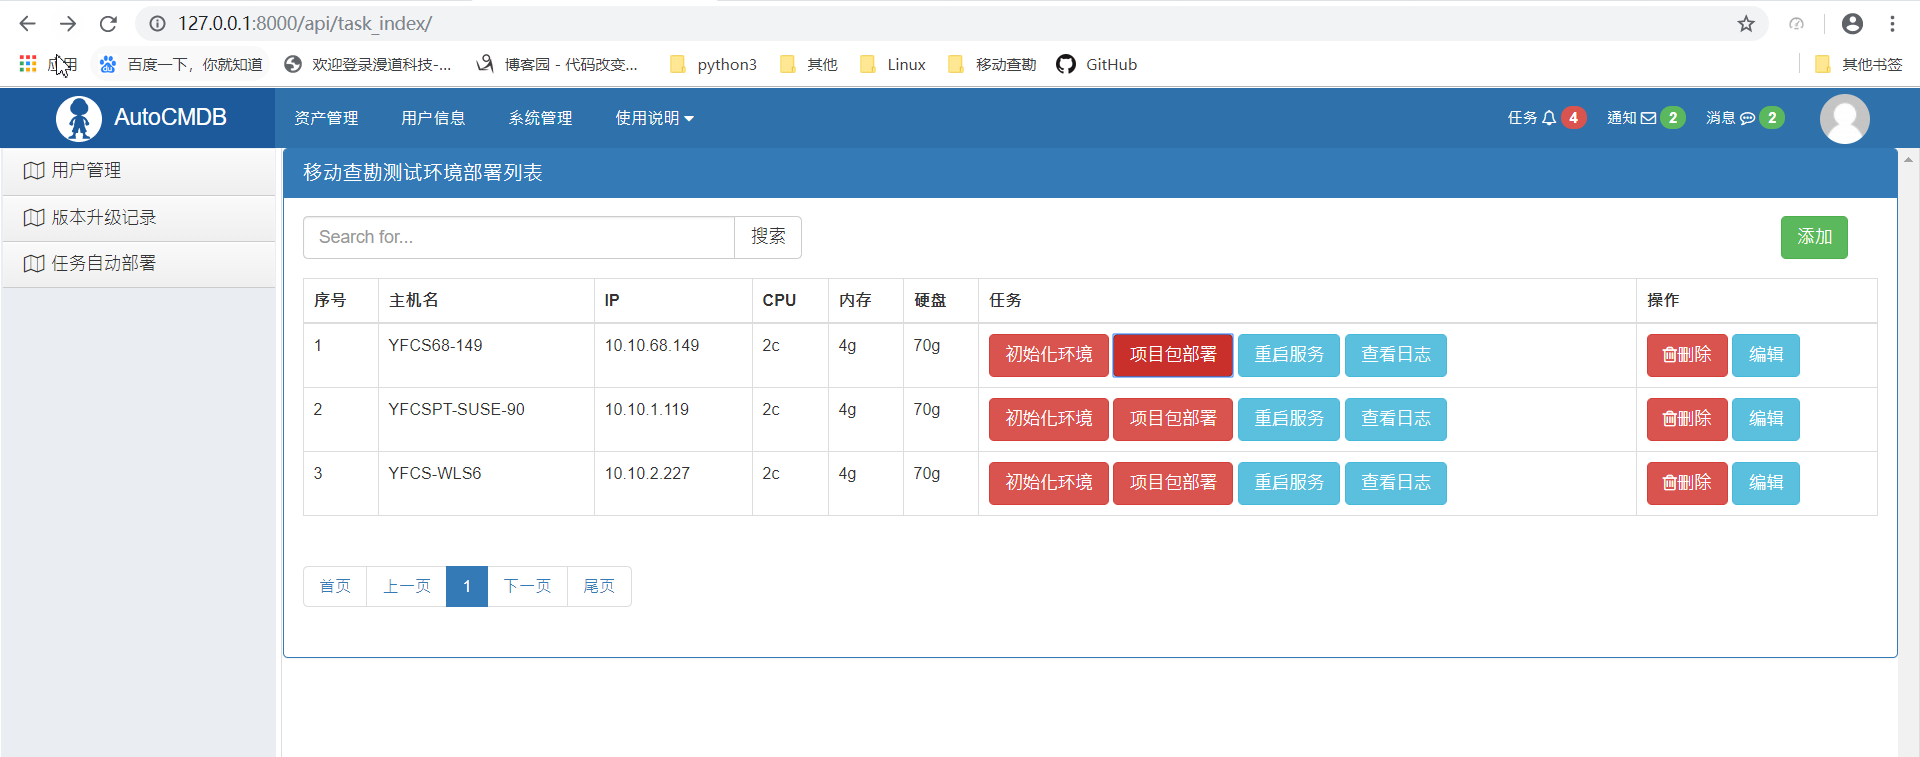 127.0.0.1:8000/api/task_index/
应用 百度一下，你就知道 欢迎登录漫道科技-... 博客园 - 代码改变... python3 其他 Linux 移动查勘 GitHub 其他书签
AutoCMDB 资产管理 用户信息 系统管理 使用说明 任务 4 通知 2 消息 2
用户管理
版本升级记录
任务自动部署
移动查勘测试环境部署列表
Search for... 搜索 添加
序号 主机名 IP CPU 内存 硬盘 任务 操作
1 YFCS68-149 10.10.68.149 2c 4g 70g 初始化环境 项目包部署 重启服务 查看日志 删除 编辑
2 YFCSPT-SUSE-90 10.10.1.119 2c 4g 70g 初始化环境 项目包部署 重启服务 查看日志 删除 编辑
3 YFCS-WLS6 10.10.2.227 2c 4g 70g 初始化环境 项目包部署 重启服务 查看日志 删除 编辑
首页 上一页 1 下一页 尾页